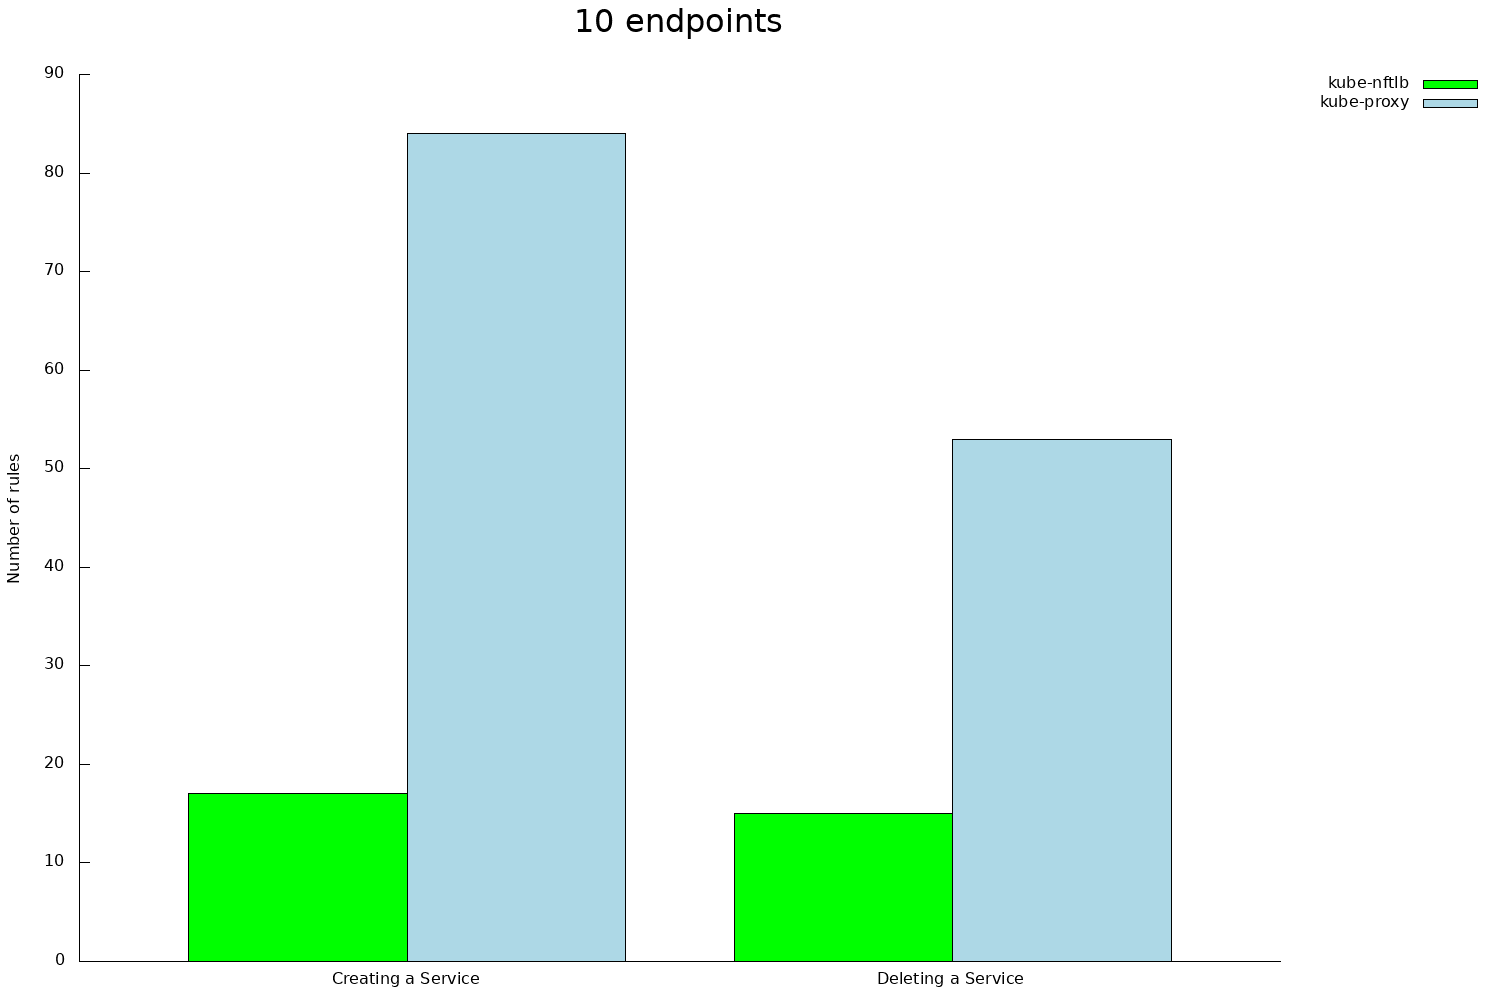 10 endpoints
kube-nftlb
kube-proxy
90
80
70
60
50
40
30
20
10
0
Number of rules
Creating a Service
Deleting a Service